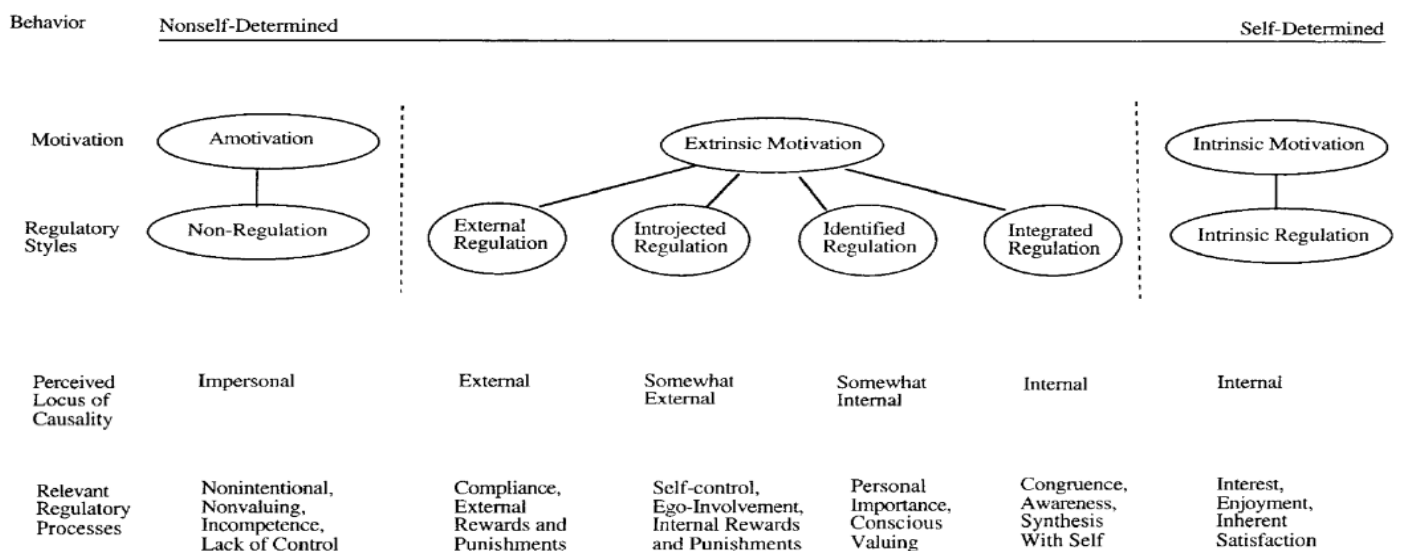 Behavior
Nonself-Determined
Self-Determined
Motivation
Amotivation
Extrinsic Motivation
Intrinsic Motivation
Regulatory
Styles
Non-Regulation
External
Regulation
Introjected
Regulation
Identified
Regulation
Integrated
Regulation
Intrinsic Regulation
Perceived
Locus of
Causality
Impersonal
External
Somewhat
External
Somewhat
Internal
Internal
Internal
Relevant
Regulatory
Processes
Nonintentional,
Nonvaluing,
Incompetence,
Lack of Control
Compliance,
External
Rewards and
Punishments
Self-control,
Ego-Involvement,
Internal Rewards
and Punishments
Personal
Importance,
Conscious
Valuing
Congruence,
Awareness,
Synthesis
With Self
Interest,
Enjoyment,
Inherent
Satisfaction